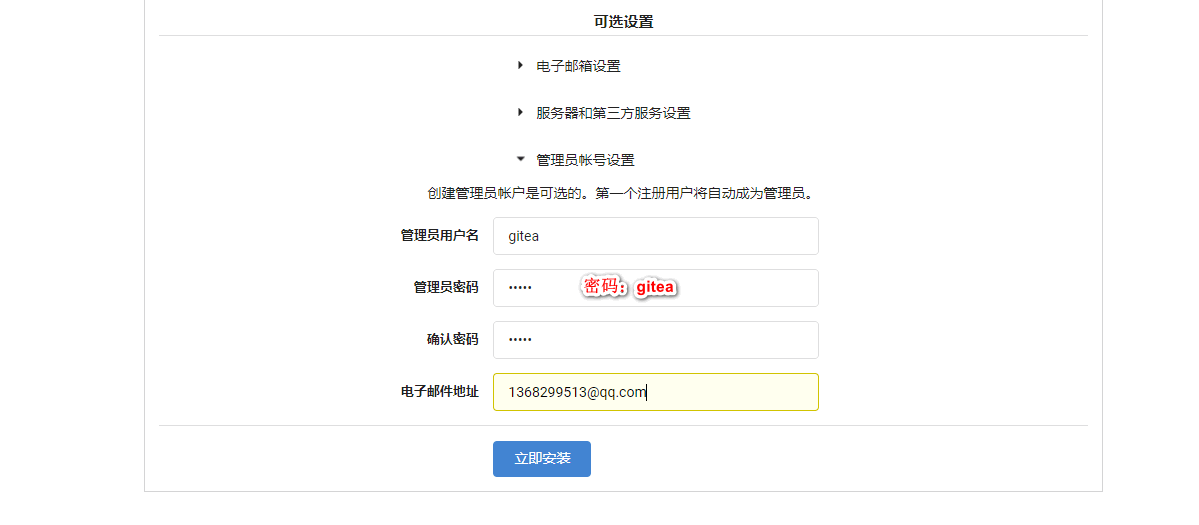 可选设置
电子邮箱设置
服务器和第三方服务设置
管理员帐号设置
创建管理员帐户是可选的。第一个注册用户将自动成为管理员。
管理员用户名 gitea
管理员密码 ••••• 密码：gitea
确认密码 •••••
电子邮件地址 1368299513@qq.com
立即安装